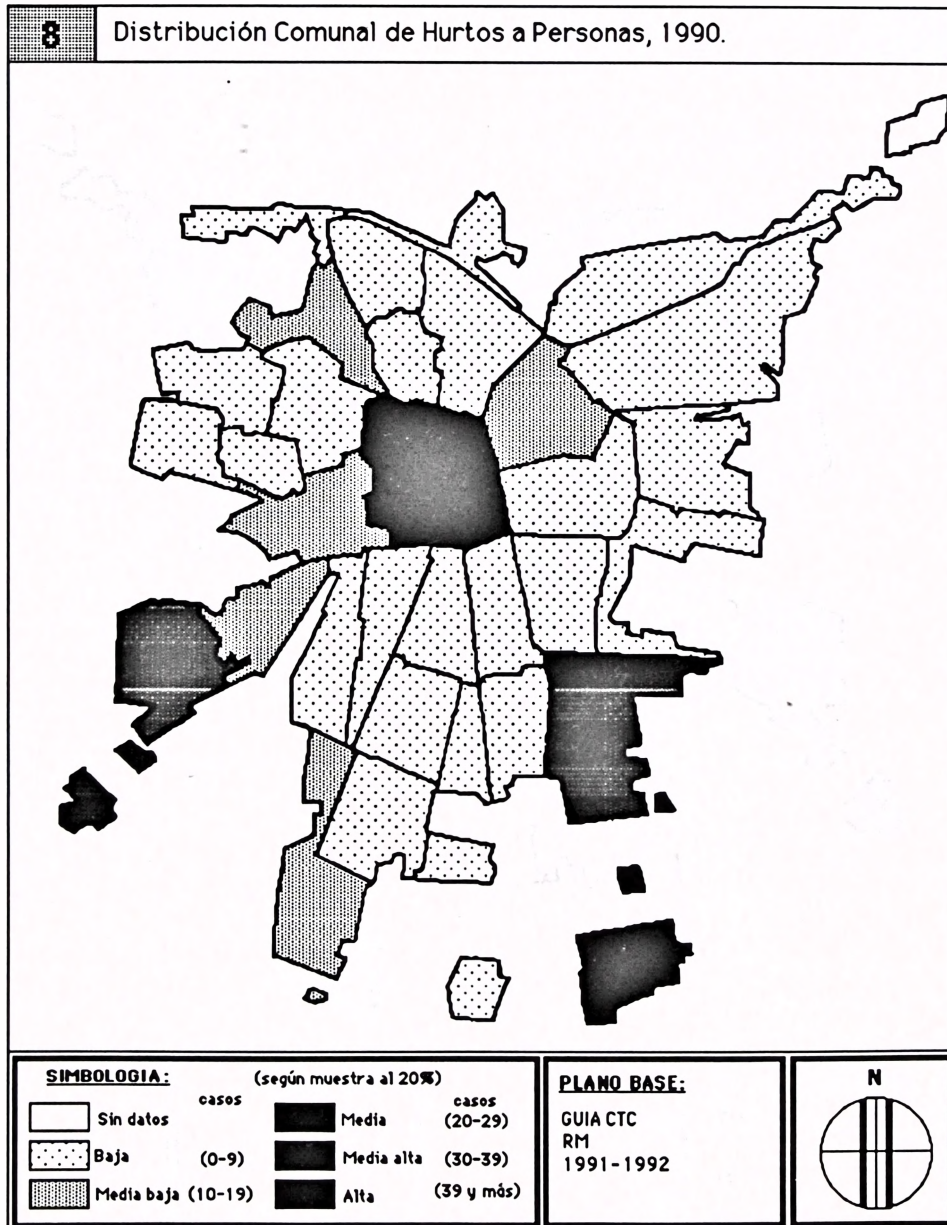 8 Distribución Comunal de Hurtos a Personas, 1990.
SIMBOLOGIA: (según muestra al 20%)
casos casos
Sin datos Media (20-29)
Baja (0-9) Media alta (30-39)
Media baja (10-19) Alta (39 y más)
PLANO BASE:
GUIA CTC
RM
1991-1992
N